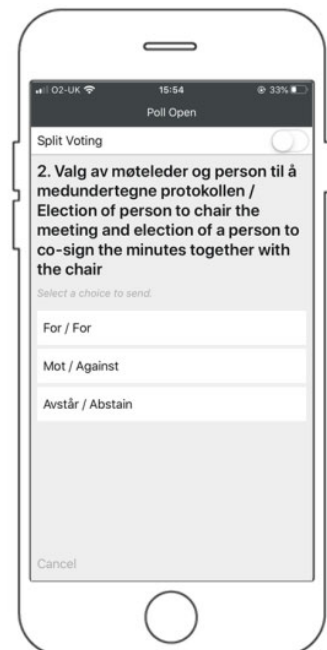 O2-UK 15:54 33%
Poll Open
Split Voting
2. Valg av møteleder og person til å
medundertegne protokollen /
Election of person to chair the
meeting and election of a person to
co-sign the minutes together with
the chair
Select a choice to send.
For / For
Mot / Against
Avstår / Abstain
Cancel